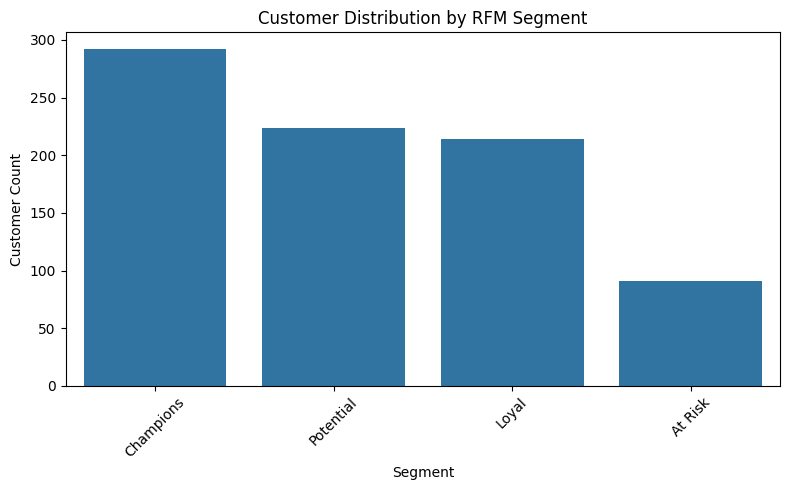 Customer Distribution by RFM Segment
Customer Count
300
250
200
150
100
50
0
Champions
Potential
Loyal
At Risk
Segment